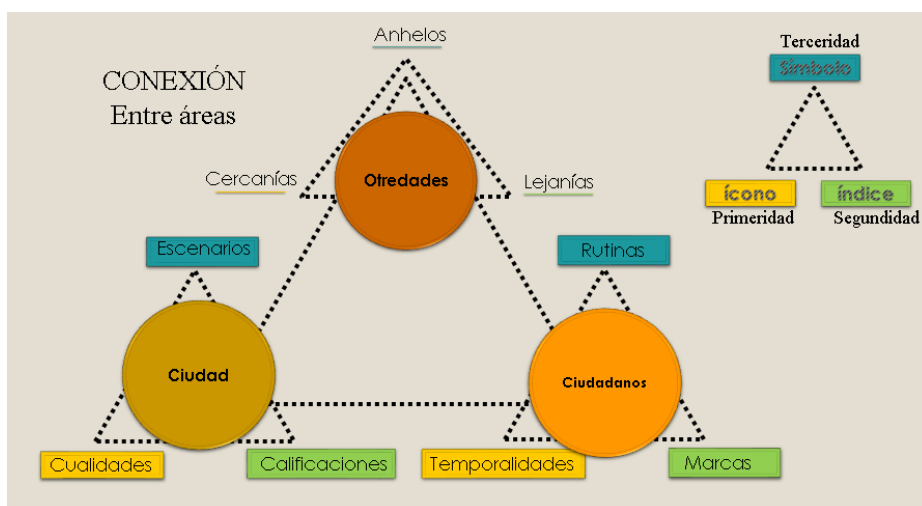 Anhelos
Terceridad
Símbolo
CONEXIÓN
Entre áreas
Cercanías
Otredades
Lejanías
ícono
índice
Primeridad
Segundidad
Escenarios
Rutinas
Ciudad
Ciudadanos
Cualidades
Calificaciones
Temporalidades
Marcas